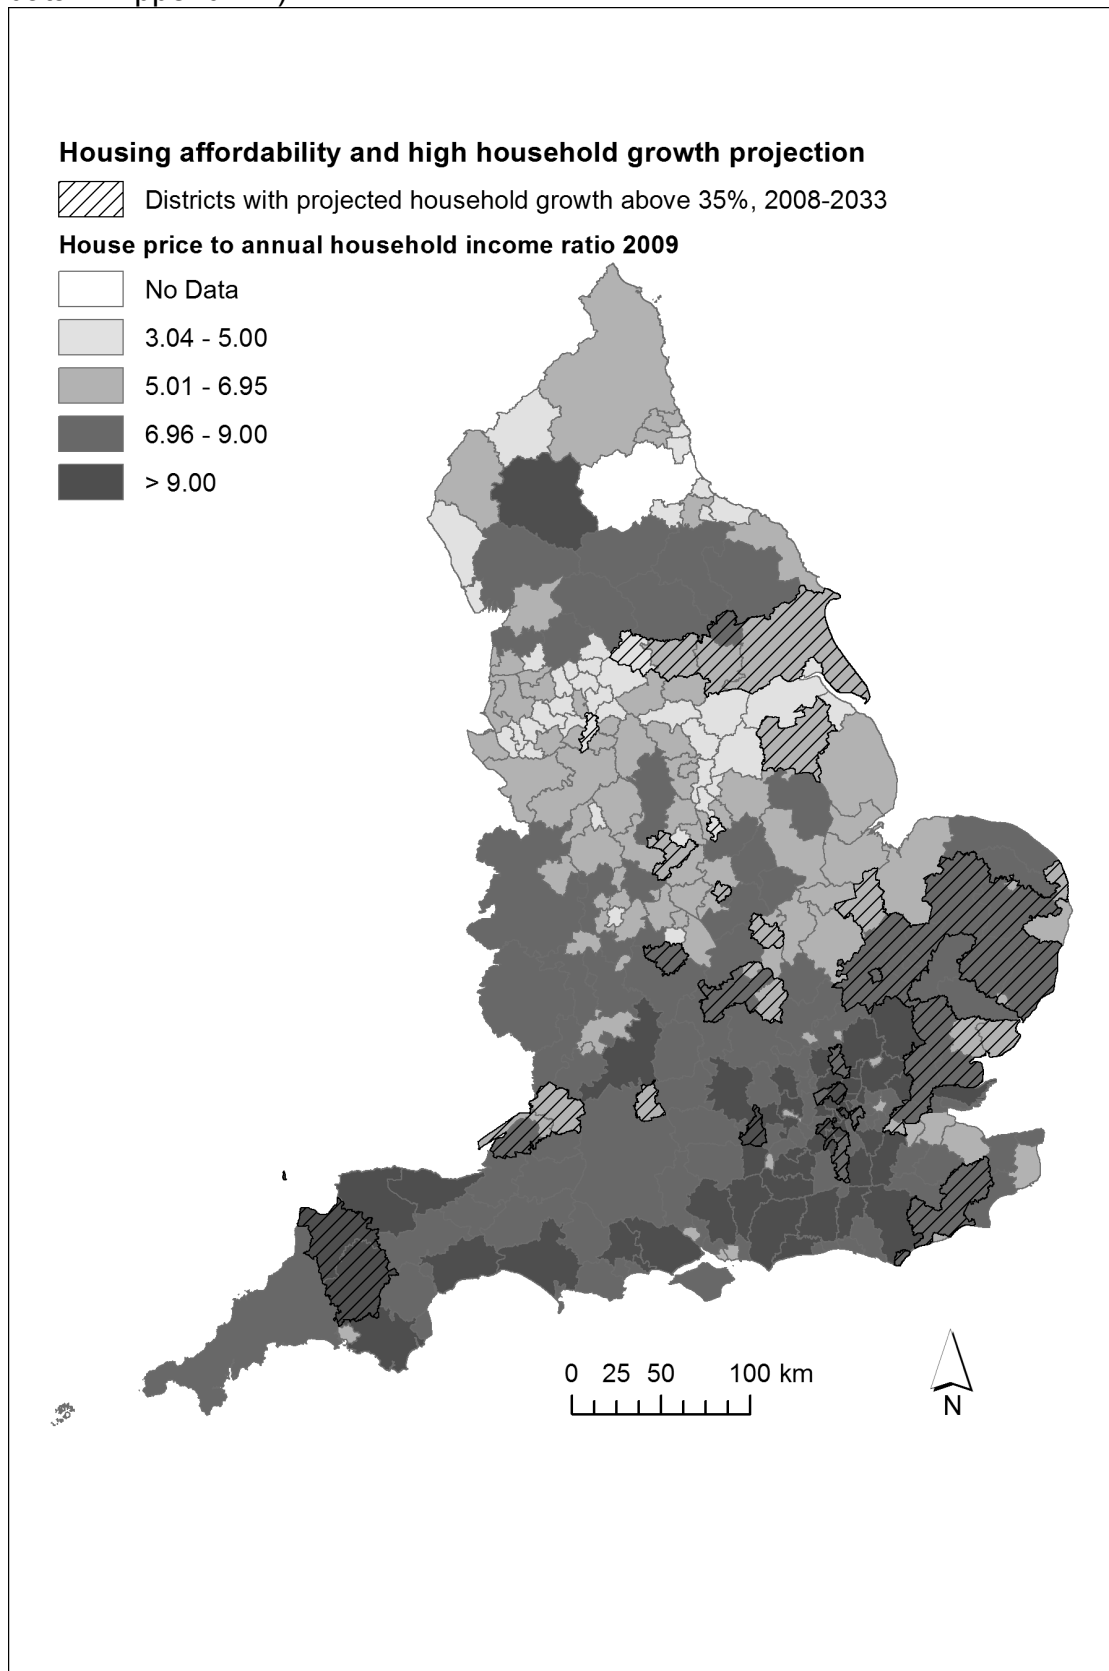 Housing affordability and high household growth projection
Districts with projected household growth above 35%, 2008-2033
House price to annual household income ratio 2009
No Data
3.04 - 5.00
5.01 - 6.95
6.96 - 9.00
> 9.00
0 25 50 100 km
N